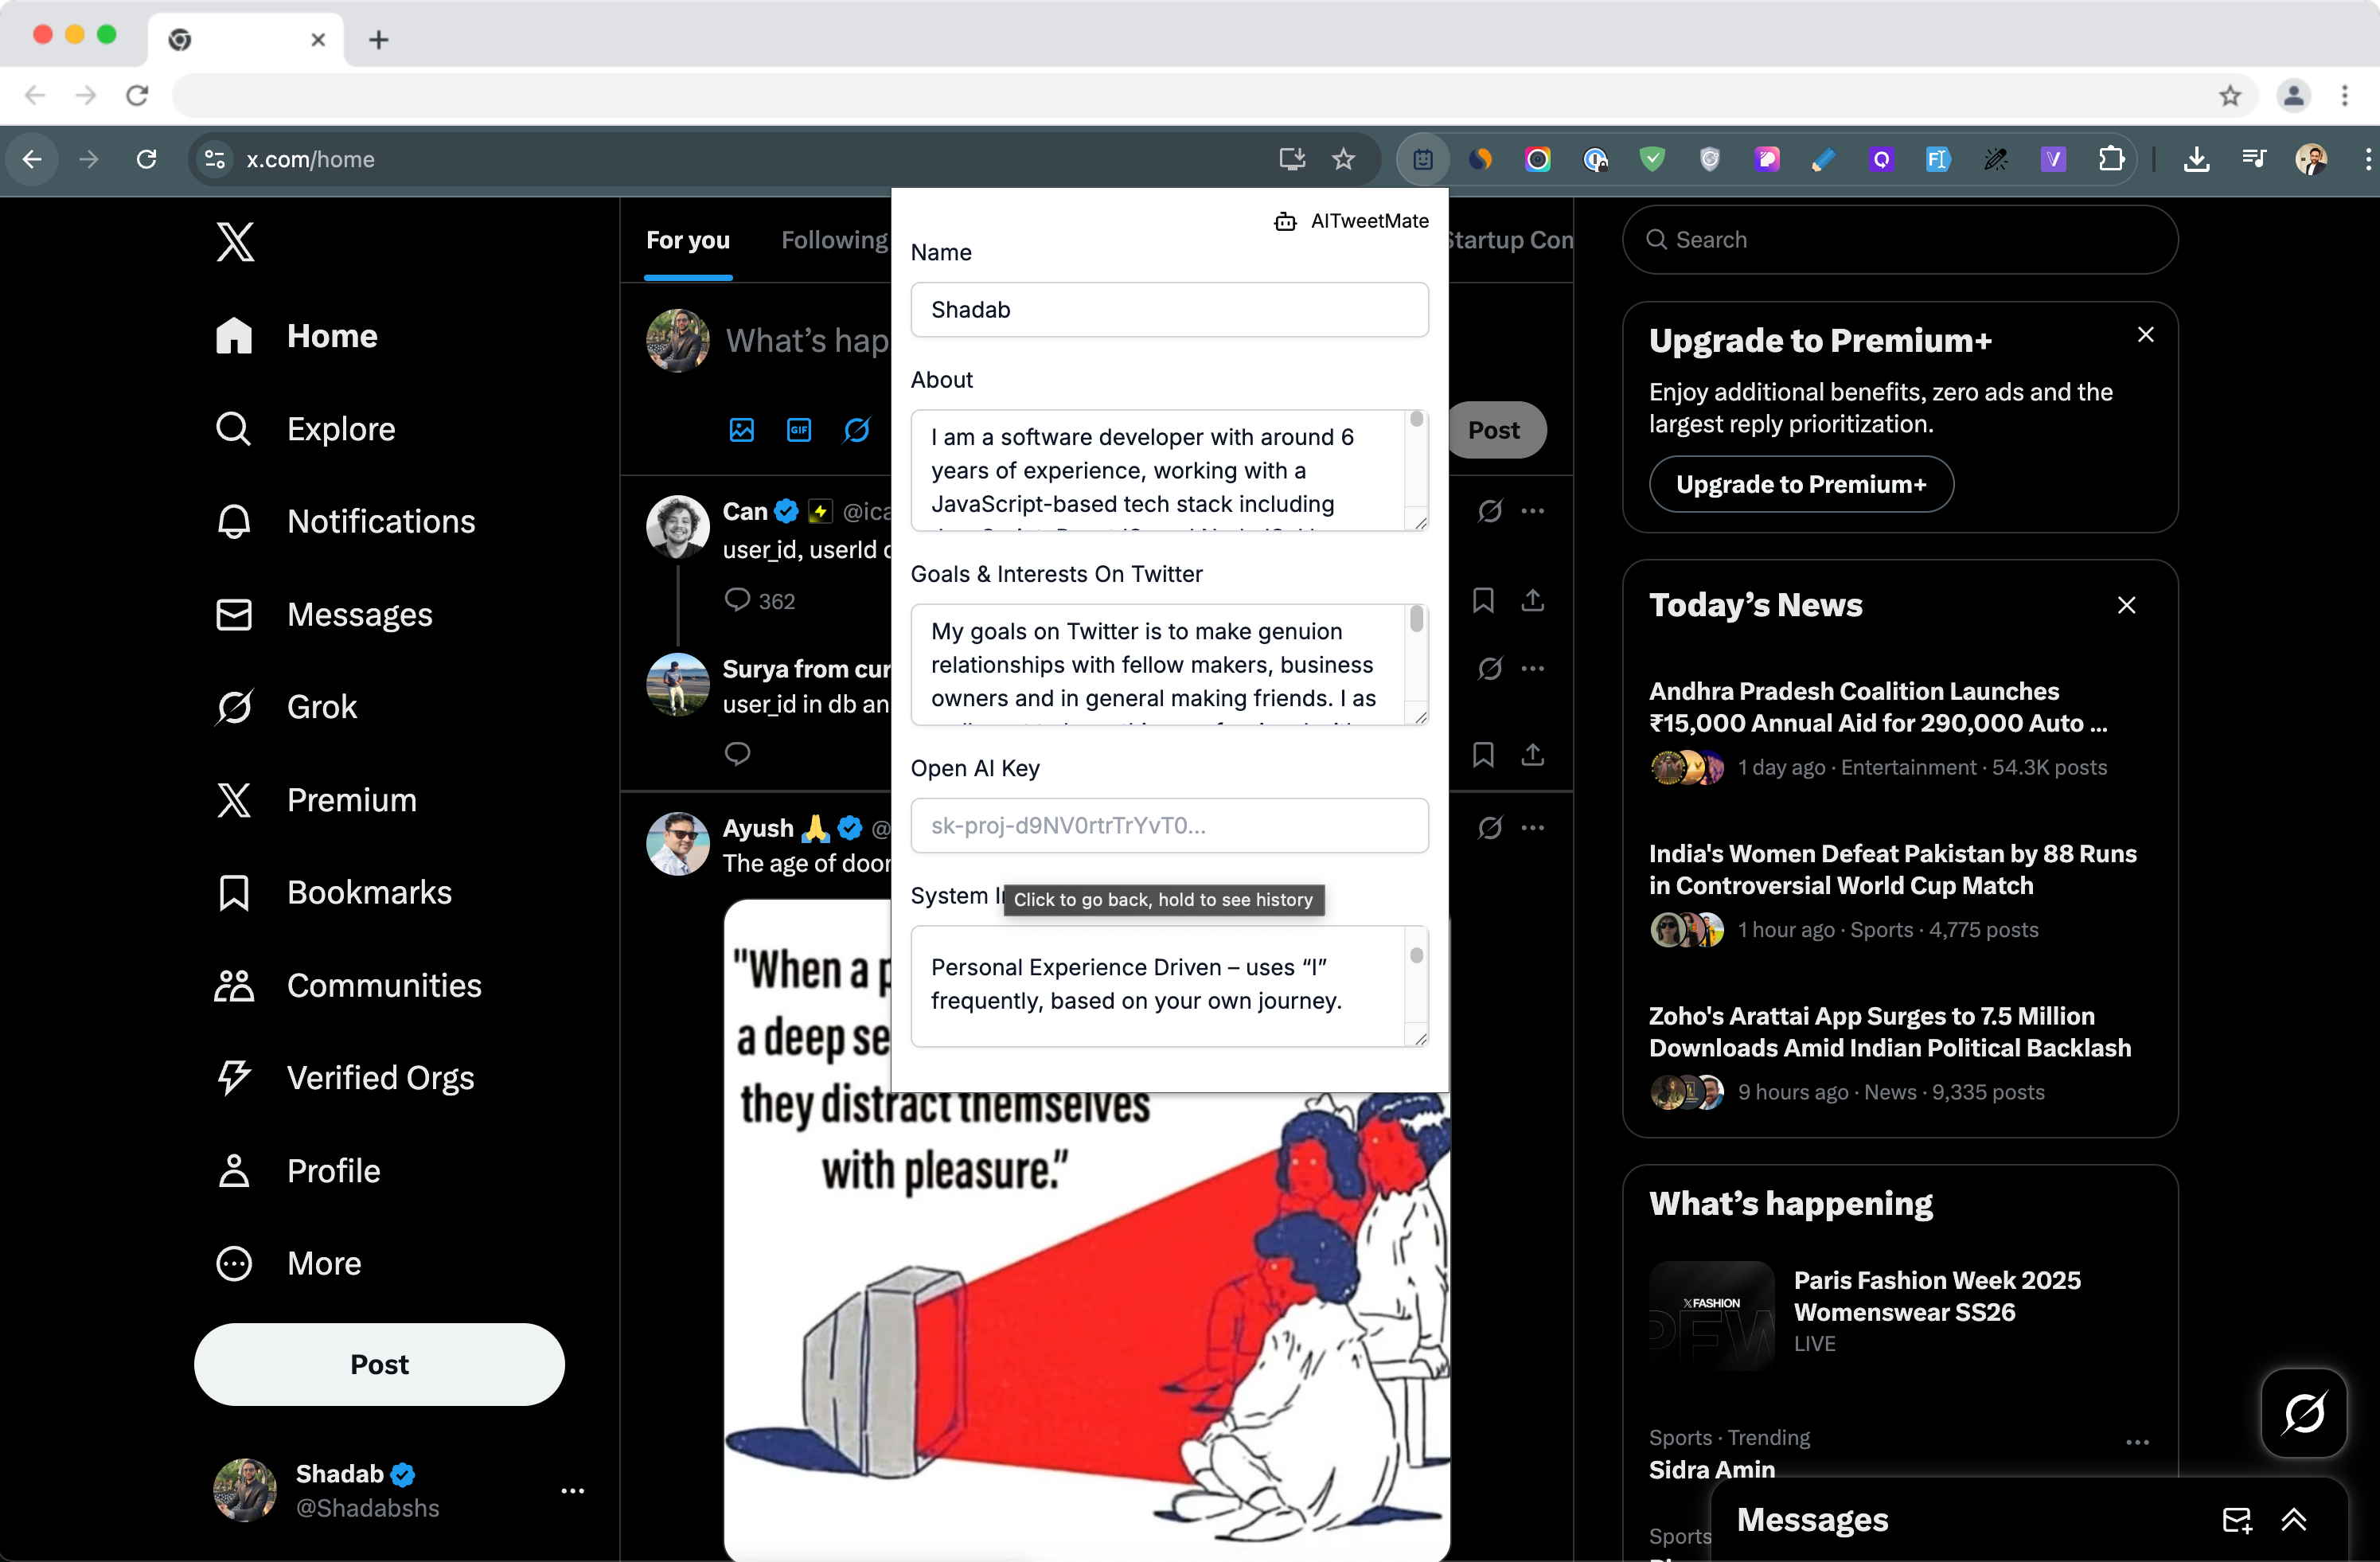 x.com/home
AITweetMate
Name
Shadab
About
I am a software developer with around 6
years of experience, working with a
JavaScript-based tech stack including
Goals & Interests On Twitter
My goals on Twitter is to make genuion
relationships with fellow makers, business
owners and in general making friends. I as
Open AI Key
sk-proj-d9NV0rtrTrYvT0...
System
Click to go back, hold to see history
Personal Experience Driven – uses “I”
frequently, based on your own journey.
Home
Explore
Notifications
Messages
Grok
Premium
Bookmarks
Communities
Verified Orgs
Profile
More
Post
Shadab
@Shadabshs
For you
Following
Startup Con
What’s hap
GIF
Post
Can @ica
user_id, userId
362
Surya from cur
user_id in db an
Ayush @
The age of door
"When a
a deep se
they distract themselves
with pleasure.”
Search
Upgrade to Premium+
Enjoy additional benefits, zero ads and the
largest reply prioritization.
Upgrade to Premium+
Today’s News
Andhra Pradesh Coalition Launches
₹15,000 Annual Aid for 290,000 Auto ...
1 day ago · Entertainment · 54.3K posts
India's Women Defeat Pakistan by 88 Runs
in Controversial World Cup Match
1 hour ago · Sports · 4,775 posts
Zoho's Arattai App Surges to 7.5 Million
Downloads Amid Indian Political Backlash
9 hours ago · News · 9,335 posts
What’s happening
XFASHION
PFW
Paris Fashion Week 2025
Womenswear SS26
LIVE
Sports · Trending
Sidra Amin
Sports
Messages